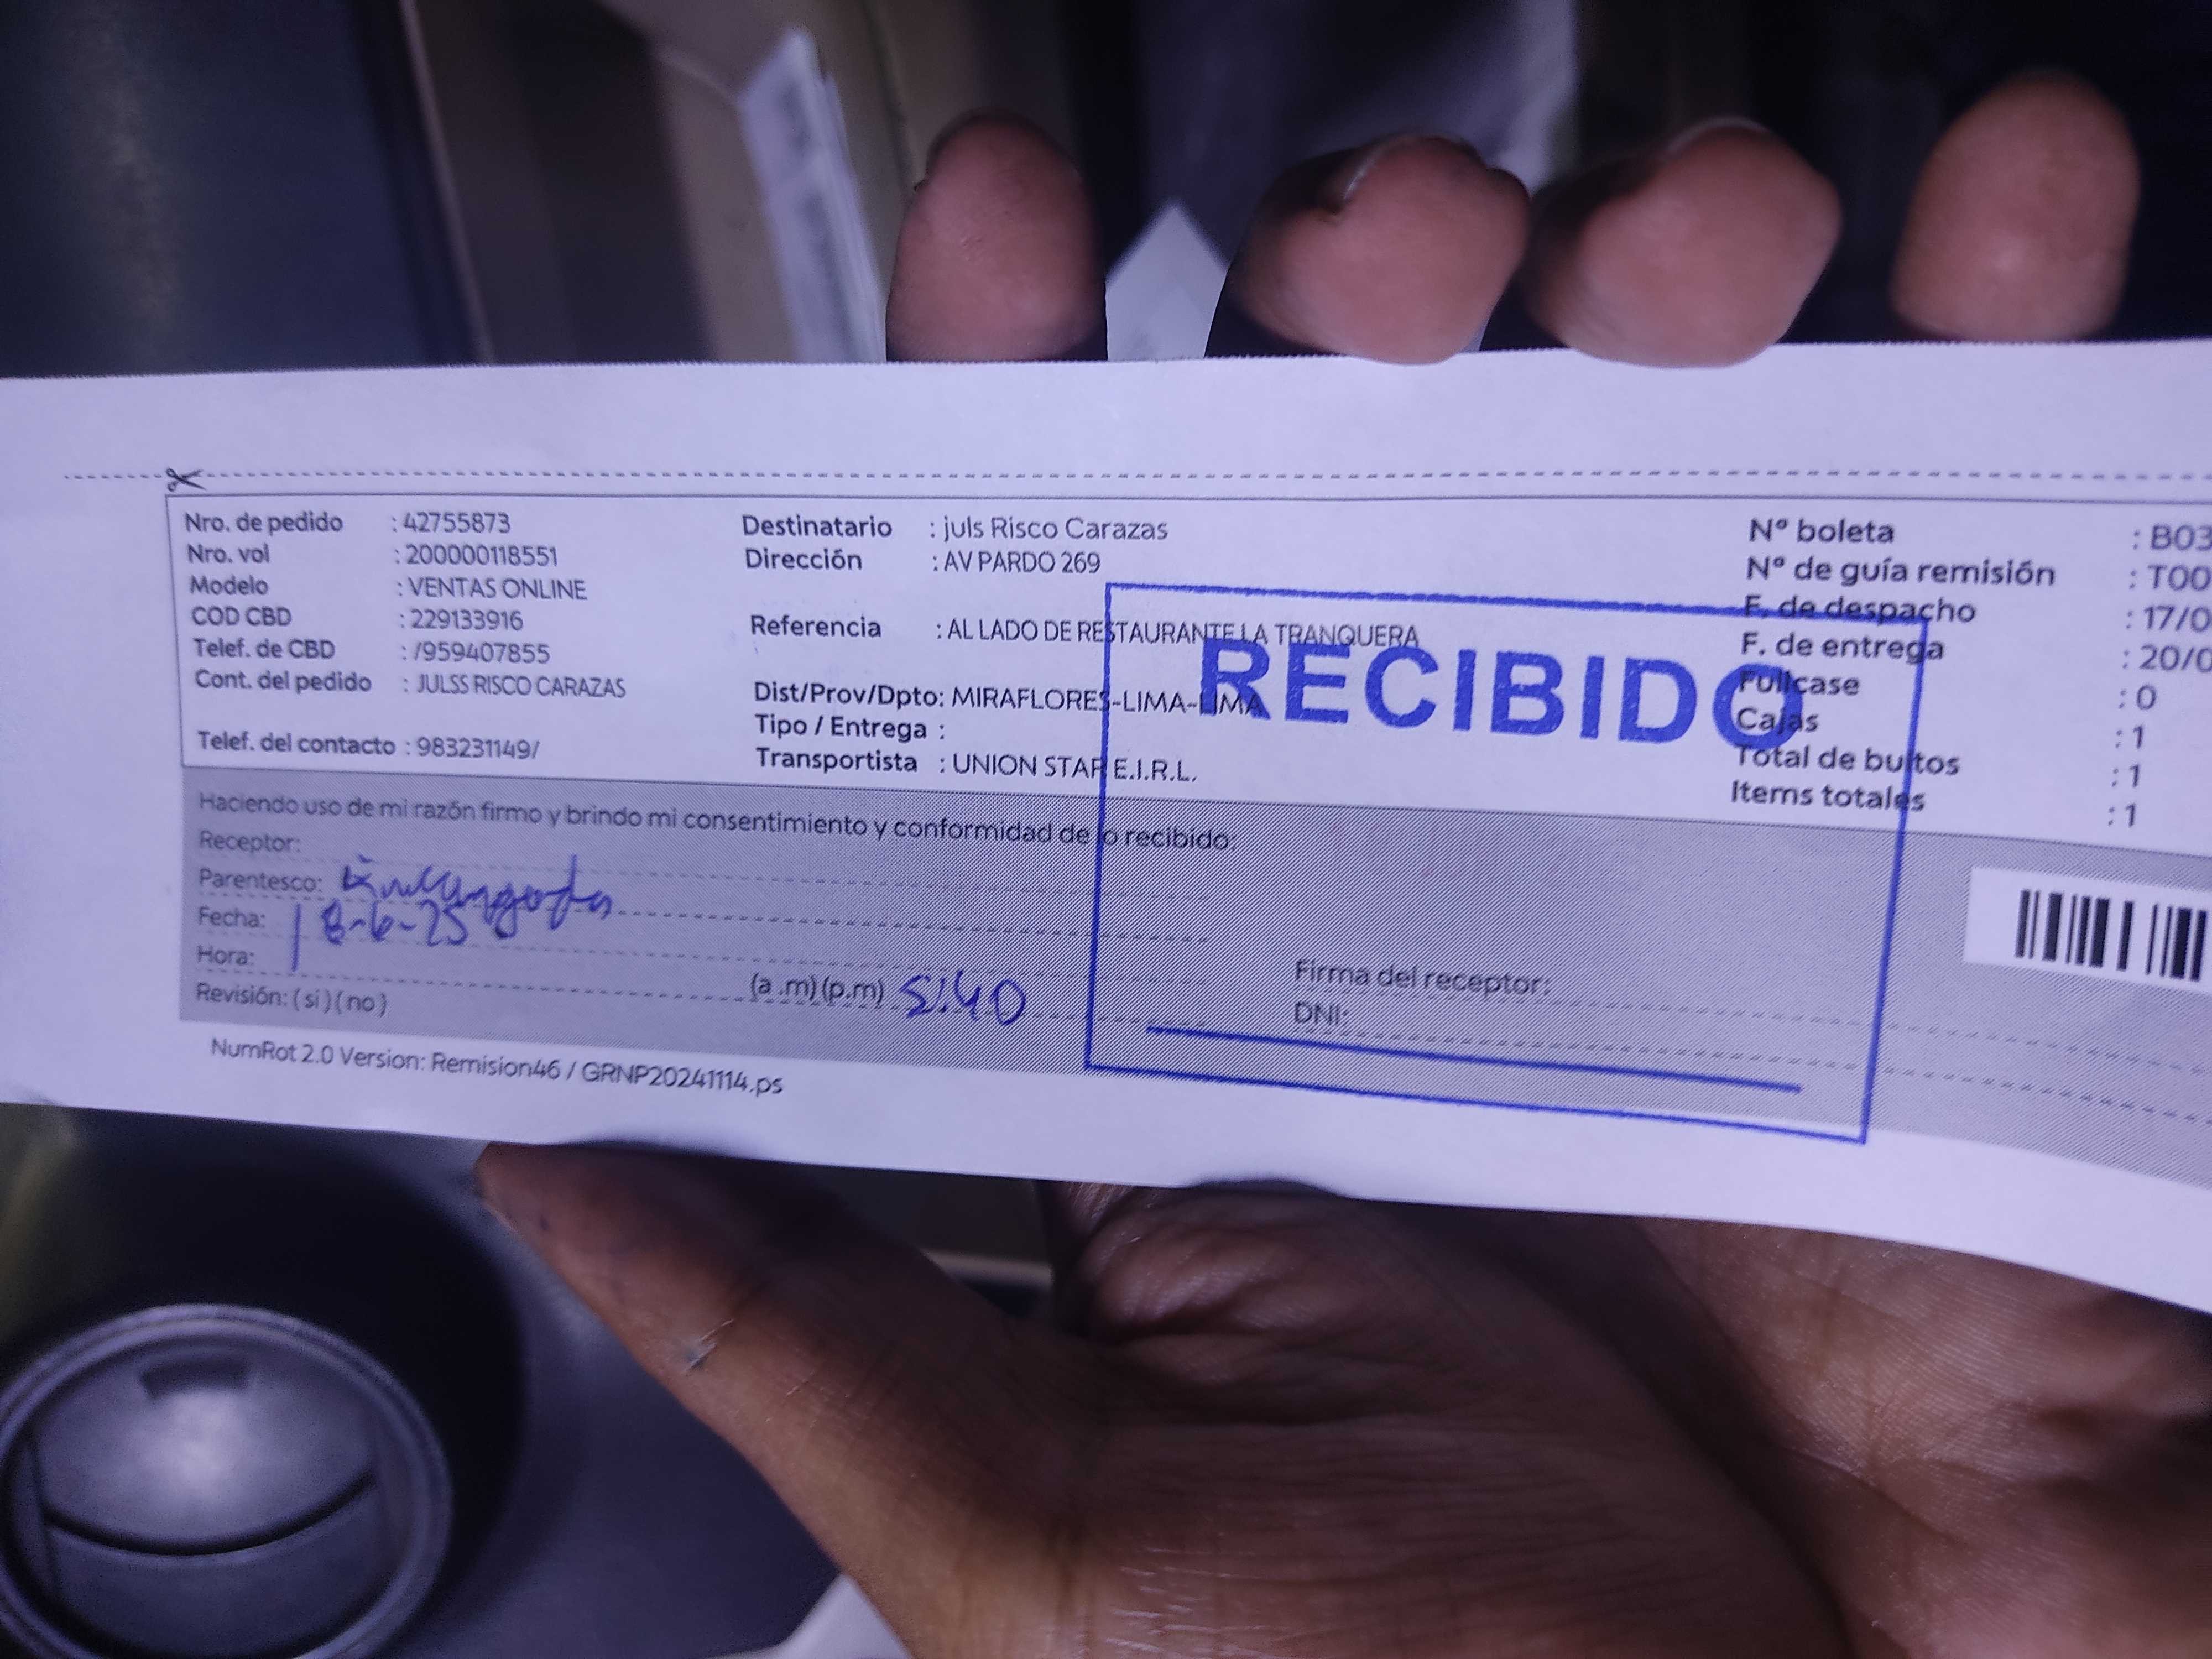 Nro. de pedido : 42755873
Nro. vol : 200000118551
Modelo : VENTAS ONLINE
COD CBD : 229133916
Telef. de CBD : /959407855
Cont. del pedido : JULSS RISCO CARAZAS
Telef. del contacto : 983231149/
Destinatario : juls Risco Carazas
Dirección : AV PARDO 269
Referencia : AL LADO DE RESTAURANTE LA TRANQUERA
Dist/Prov/Dpto: MIRAFLORES-LIMA-LIMA
Tipo / Entrega :
Transportista : UNION STAR E.I.R.L.
Nº boleta : B03
Nº de guía remisión : T00
F. de despacho : 17/0
F. de entrega : 20/0
Fullcase : 0
Cajas : 1
Total de bultos : 1
Items totales : 1
RECIBIDO
Haciendo uso de mi razón firmo y brindo mi consentimiento y conformidad de lo recibido:
Receptor:
Parentesco:
Fecha: 18-6-25
Hora: (a .m) (p.m) 5:40
Revisión: ( si ) ( no )
Firma del receptor:
DNI:
NumRot 2.0 Version: Remision46 / GRNP20241114.ps